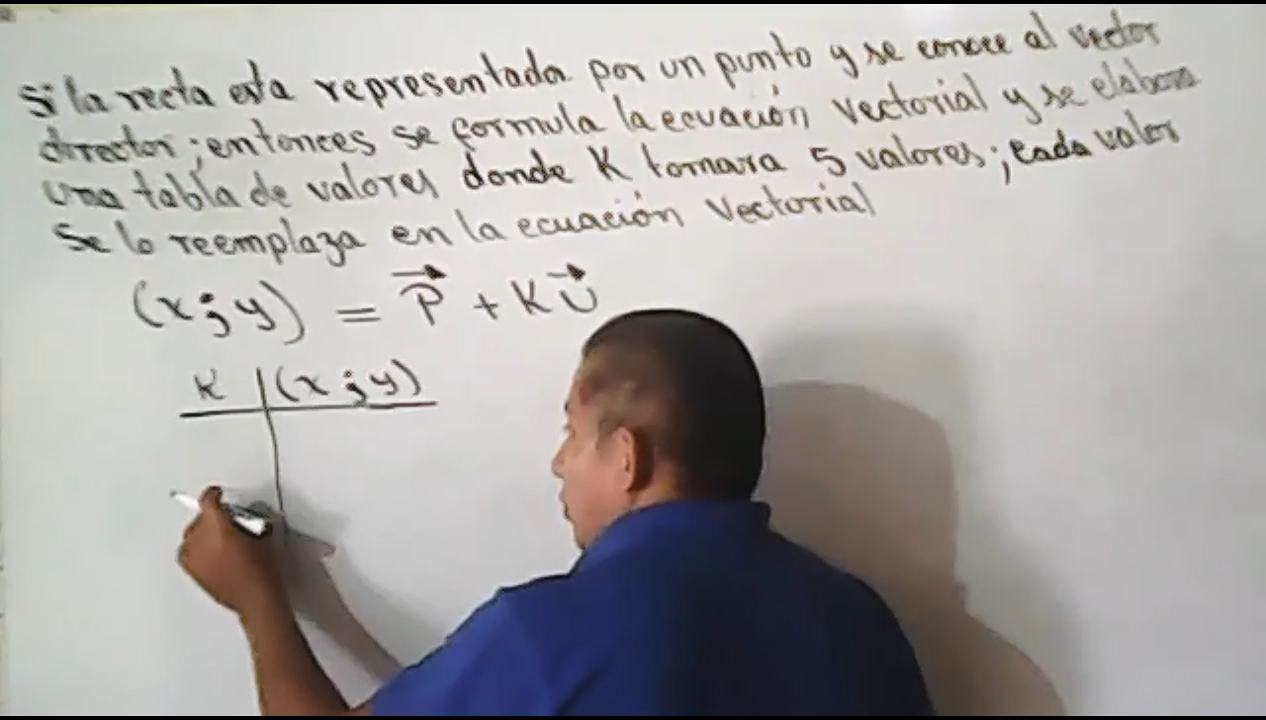 Si la recta esta representada por un punto y se conoce al vector
director; entonces se formula la ecuación vectorial y se elabora
una tabla de valores donde K tomara 5 valores; cada valor
se lo reemplaza en la ecuación vectorial
(x;y) = P⃗ + KU⃗
K | (x;y)